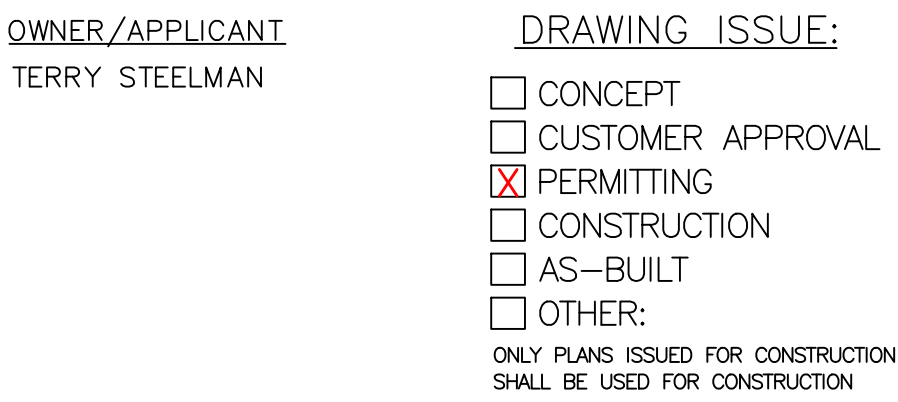 OWNER/APPLICANT
TERRY STEELMAN
DRAWING ISSUE:
CONCEPT
CUSTOMER APPROVAL
X PERMITTING
CONSTRUCTION
AS-BUILT
OTHER:
ONLY PLANS ISSUED FOR CONSTRUCTION
SHALL BE USED FOR CONSTRUCTION